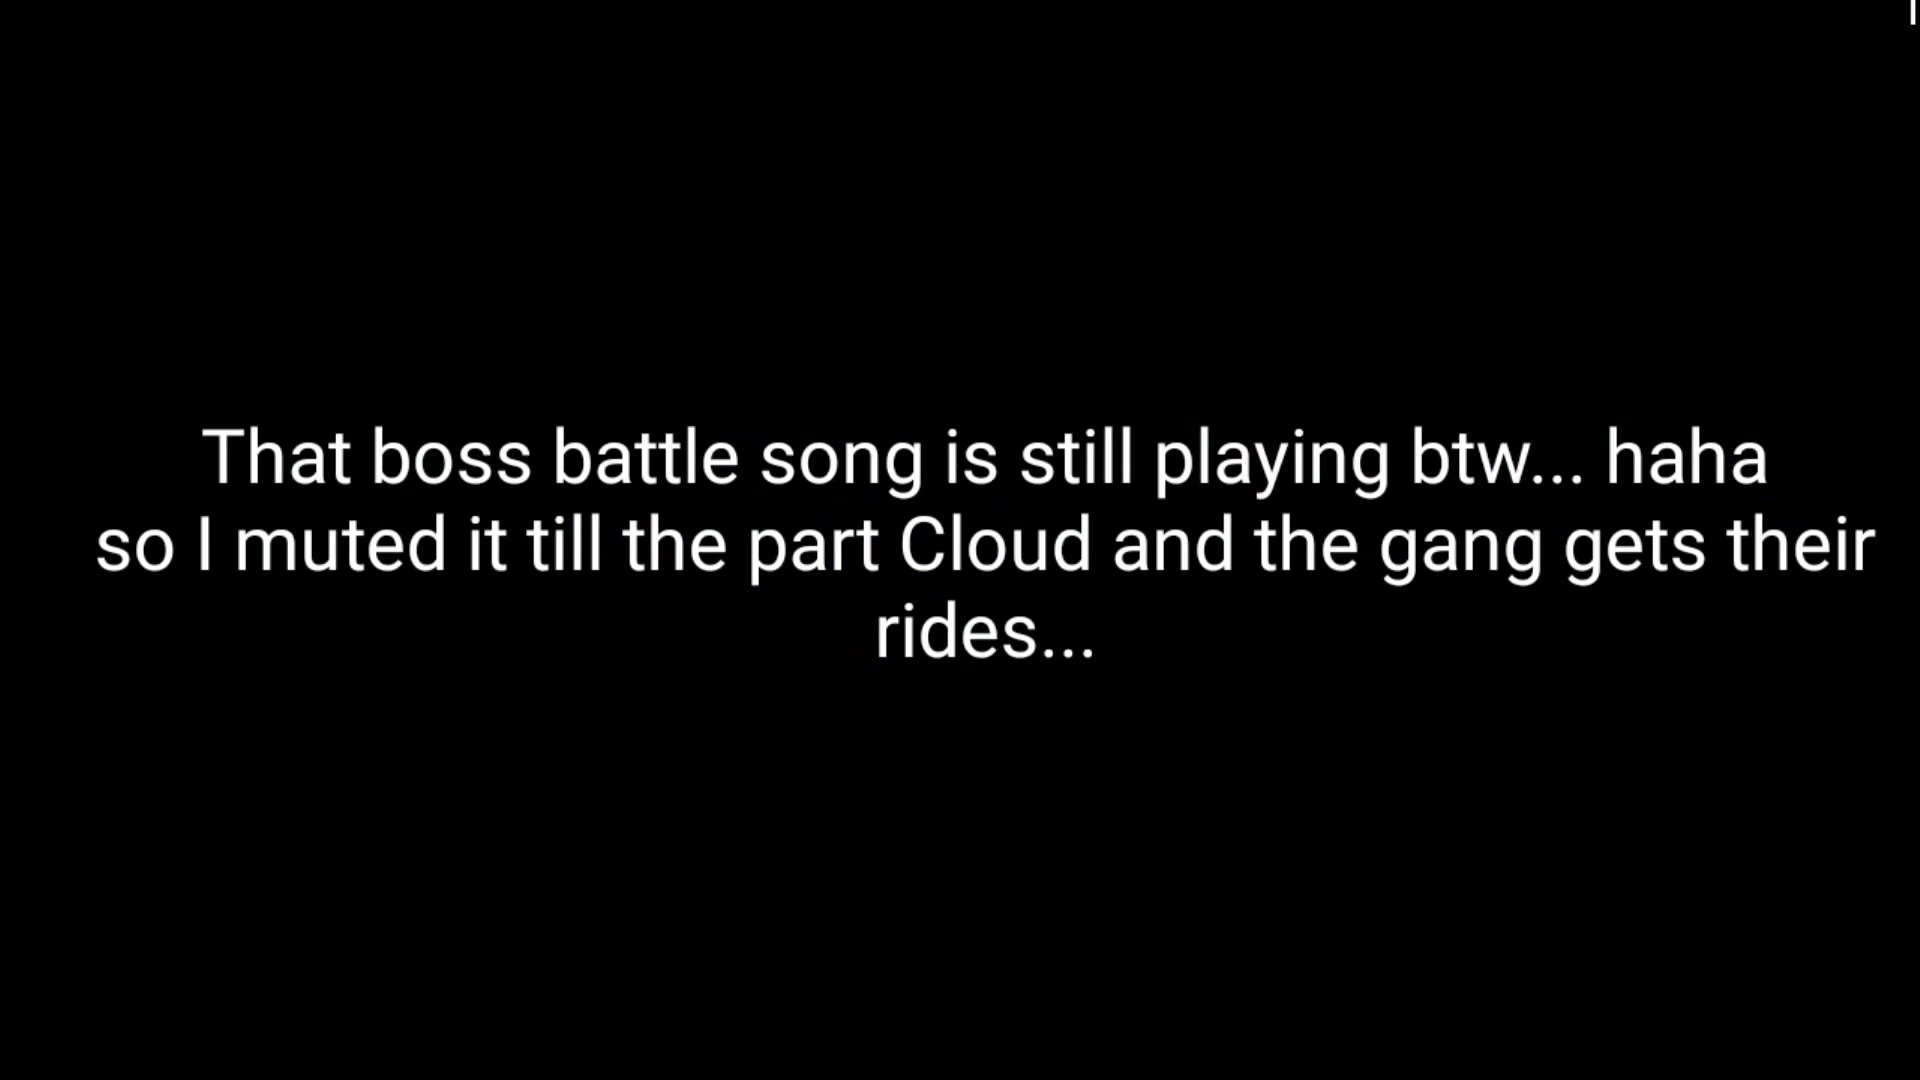 That boss battle song is still playing btw... haha
so I muted it till the part Cloud and the gang gets their
rides...